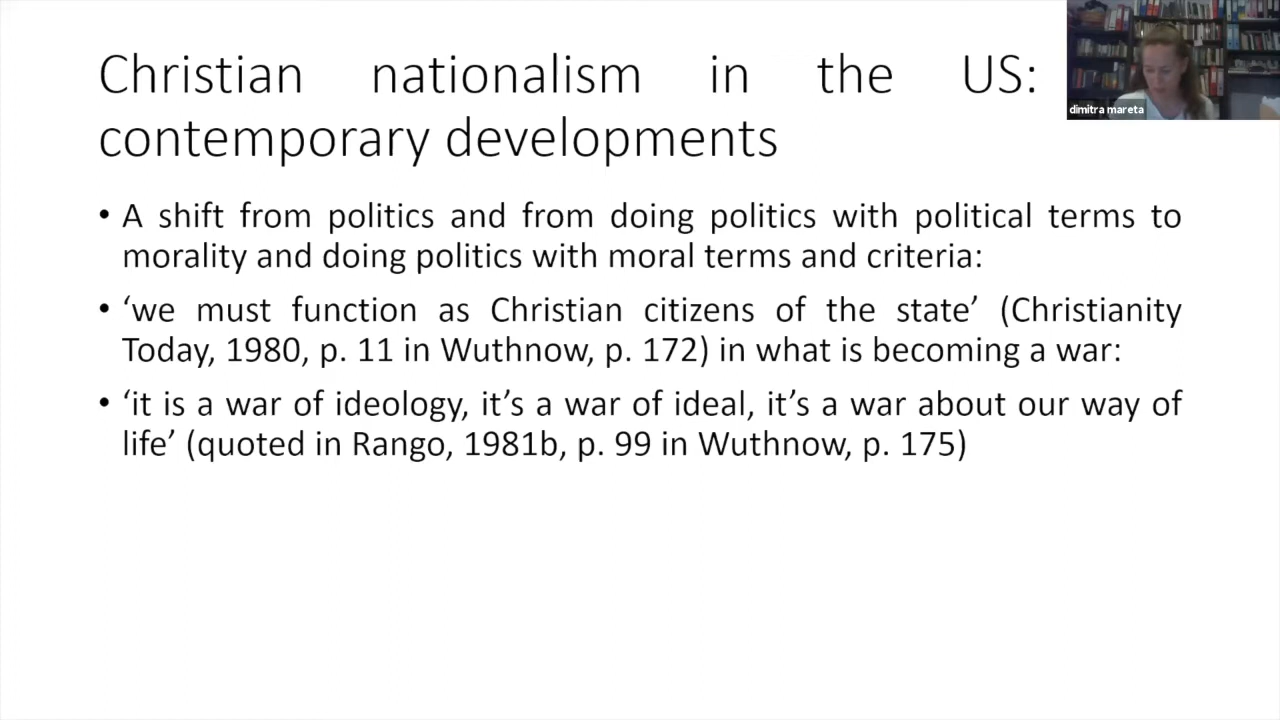 Christian nationalism in the US:
contemporary developments
dimitra mareta
• A shift from politics and from doing politics with political terms to
morality and doing politics with moral terms and criteria:
• ‘we must function as Christian citizens of the state’ (Christianity
Today, 1980, p. 11 in Wuthnow, p. 172) in what is becoming a war:
• ‘it is a war of ideology, it’s a war of ideal, it’s a war about our way of
life’ (quoted in Rango, 1981b, p. 99 in Wuthnow, p. 175)